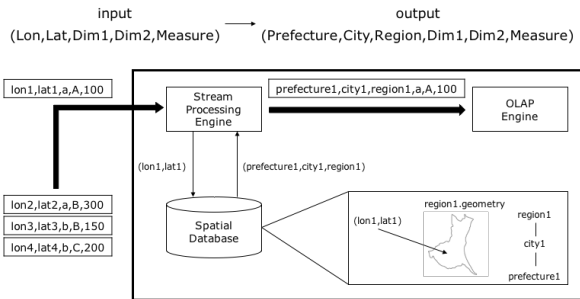 input
output
(Lon,Lat,Dim1,Dim2,Measure)
(Prefecture,City,Region,Dim1,Dim2,Measure)
lon1,lat1,a,A,100
Stream
Processing
Engine
prefecture1,city1,region1,a,A,100
OLAP
Engine
(lon1,lat1)
(prefecture1,city1,region1)
lon2,lat2,a,B,300
lon3,lat3,b,B,150
lon4,lat4,b,C,200
Spatial
Database
region1.geometry
(lon1,lat1)
region1
city1
prefecture1